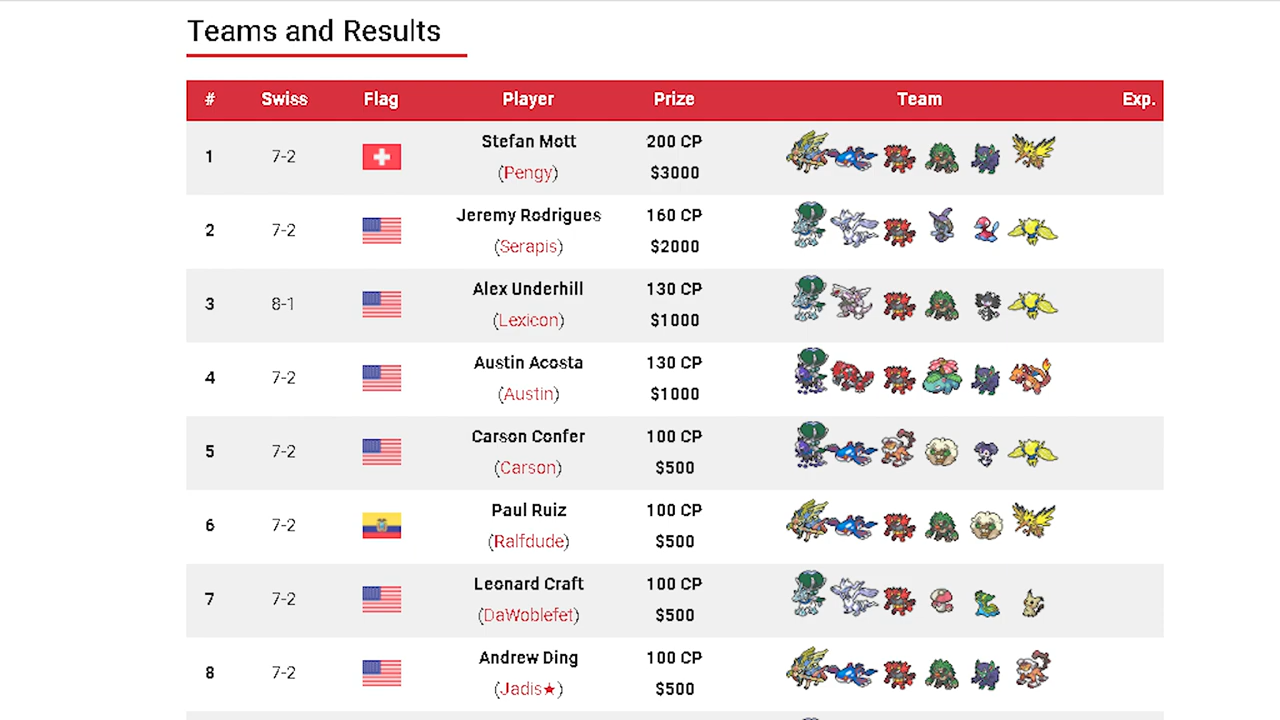 Teams and Results
# Swiss Flag Player Prize Team Exp.
1 7-2 Stefan Mott (Pengy) 200 CP $3000
2 7-2 Jeremy Rodrigues (Serapis) 160 CP $2000
3 8-1 Alex Underhill (Lexicon) 130 CP $1000
4 7-2 Austin Acosta (Austin) 130 CP $1000
5 7-2 Carson Confer (Carson) 100 CP $500
6 7-2 Paul Ruiz (Ralfdude) 100 CP $500
7 7-2 Leonard Craft (DaWoblefet) 100 CP $500
8 7-2 Andrew Ding (Jadis★) 100 CP $500